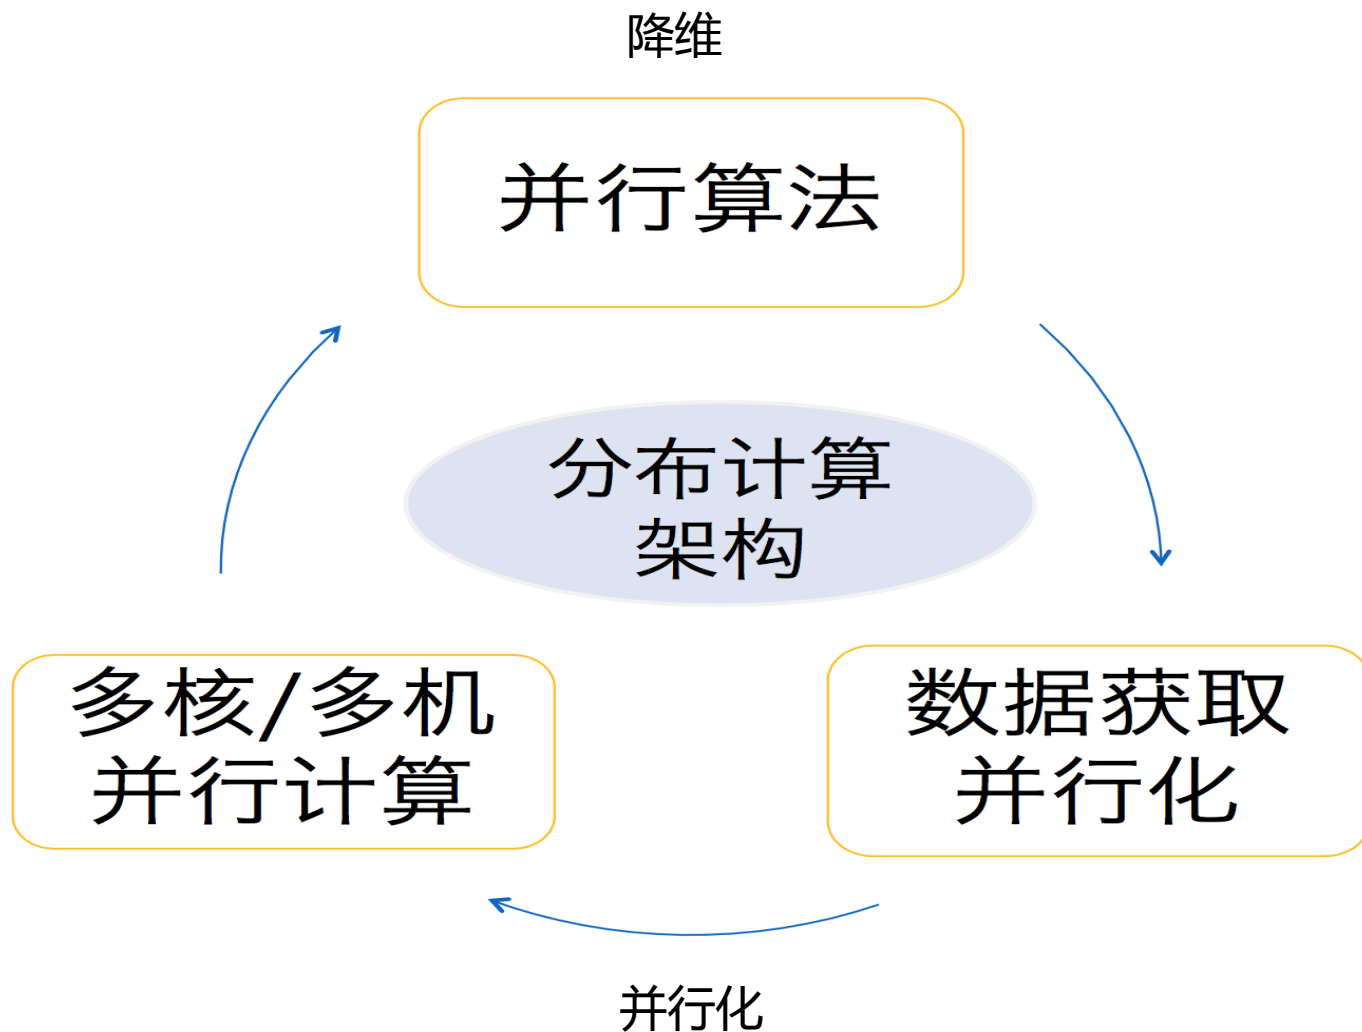 降维
并行算法
分布计算
架构
多核/多机
并行计算
数据获取
并行化
并行化